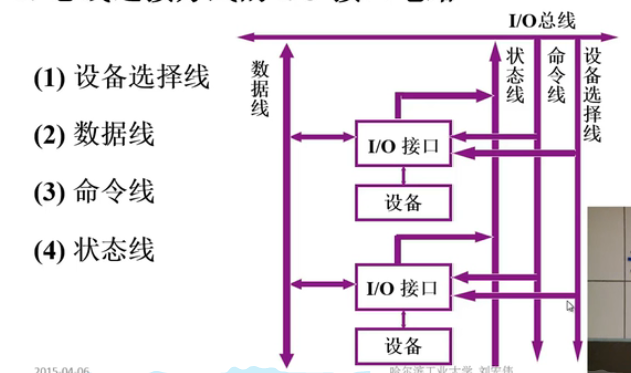 (1) 设备选择线
(2) 数据线
(3) 命令线
(4) 状态线
I/O总线
数据线
状态线
命令线
设备选择线
I/O 接口
设备
I/O 接口
设备
2015-04-06
哈尔滨工业大学 刘宏伟